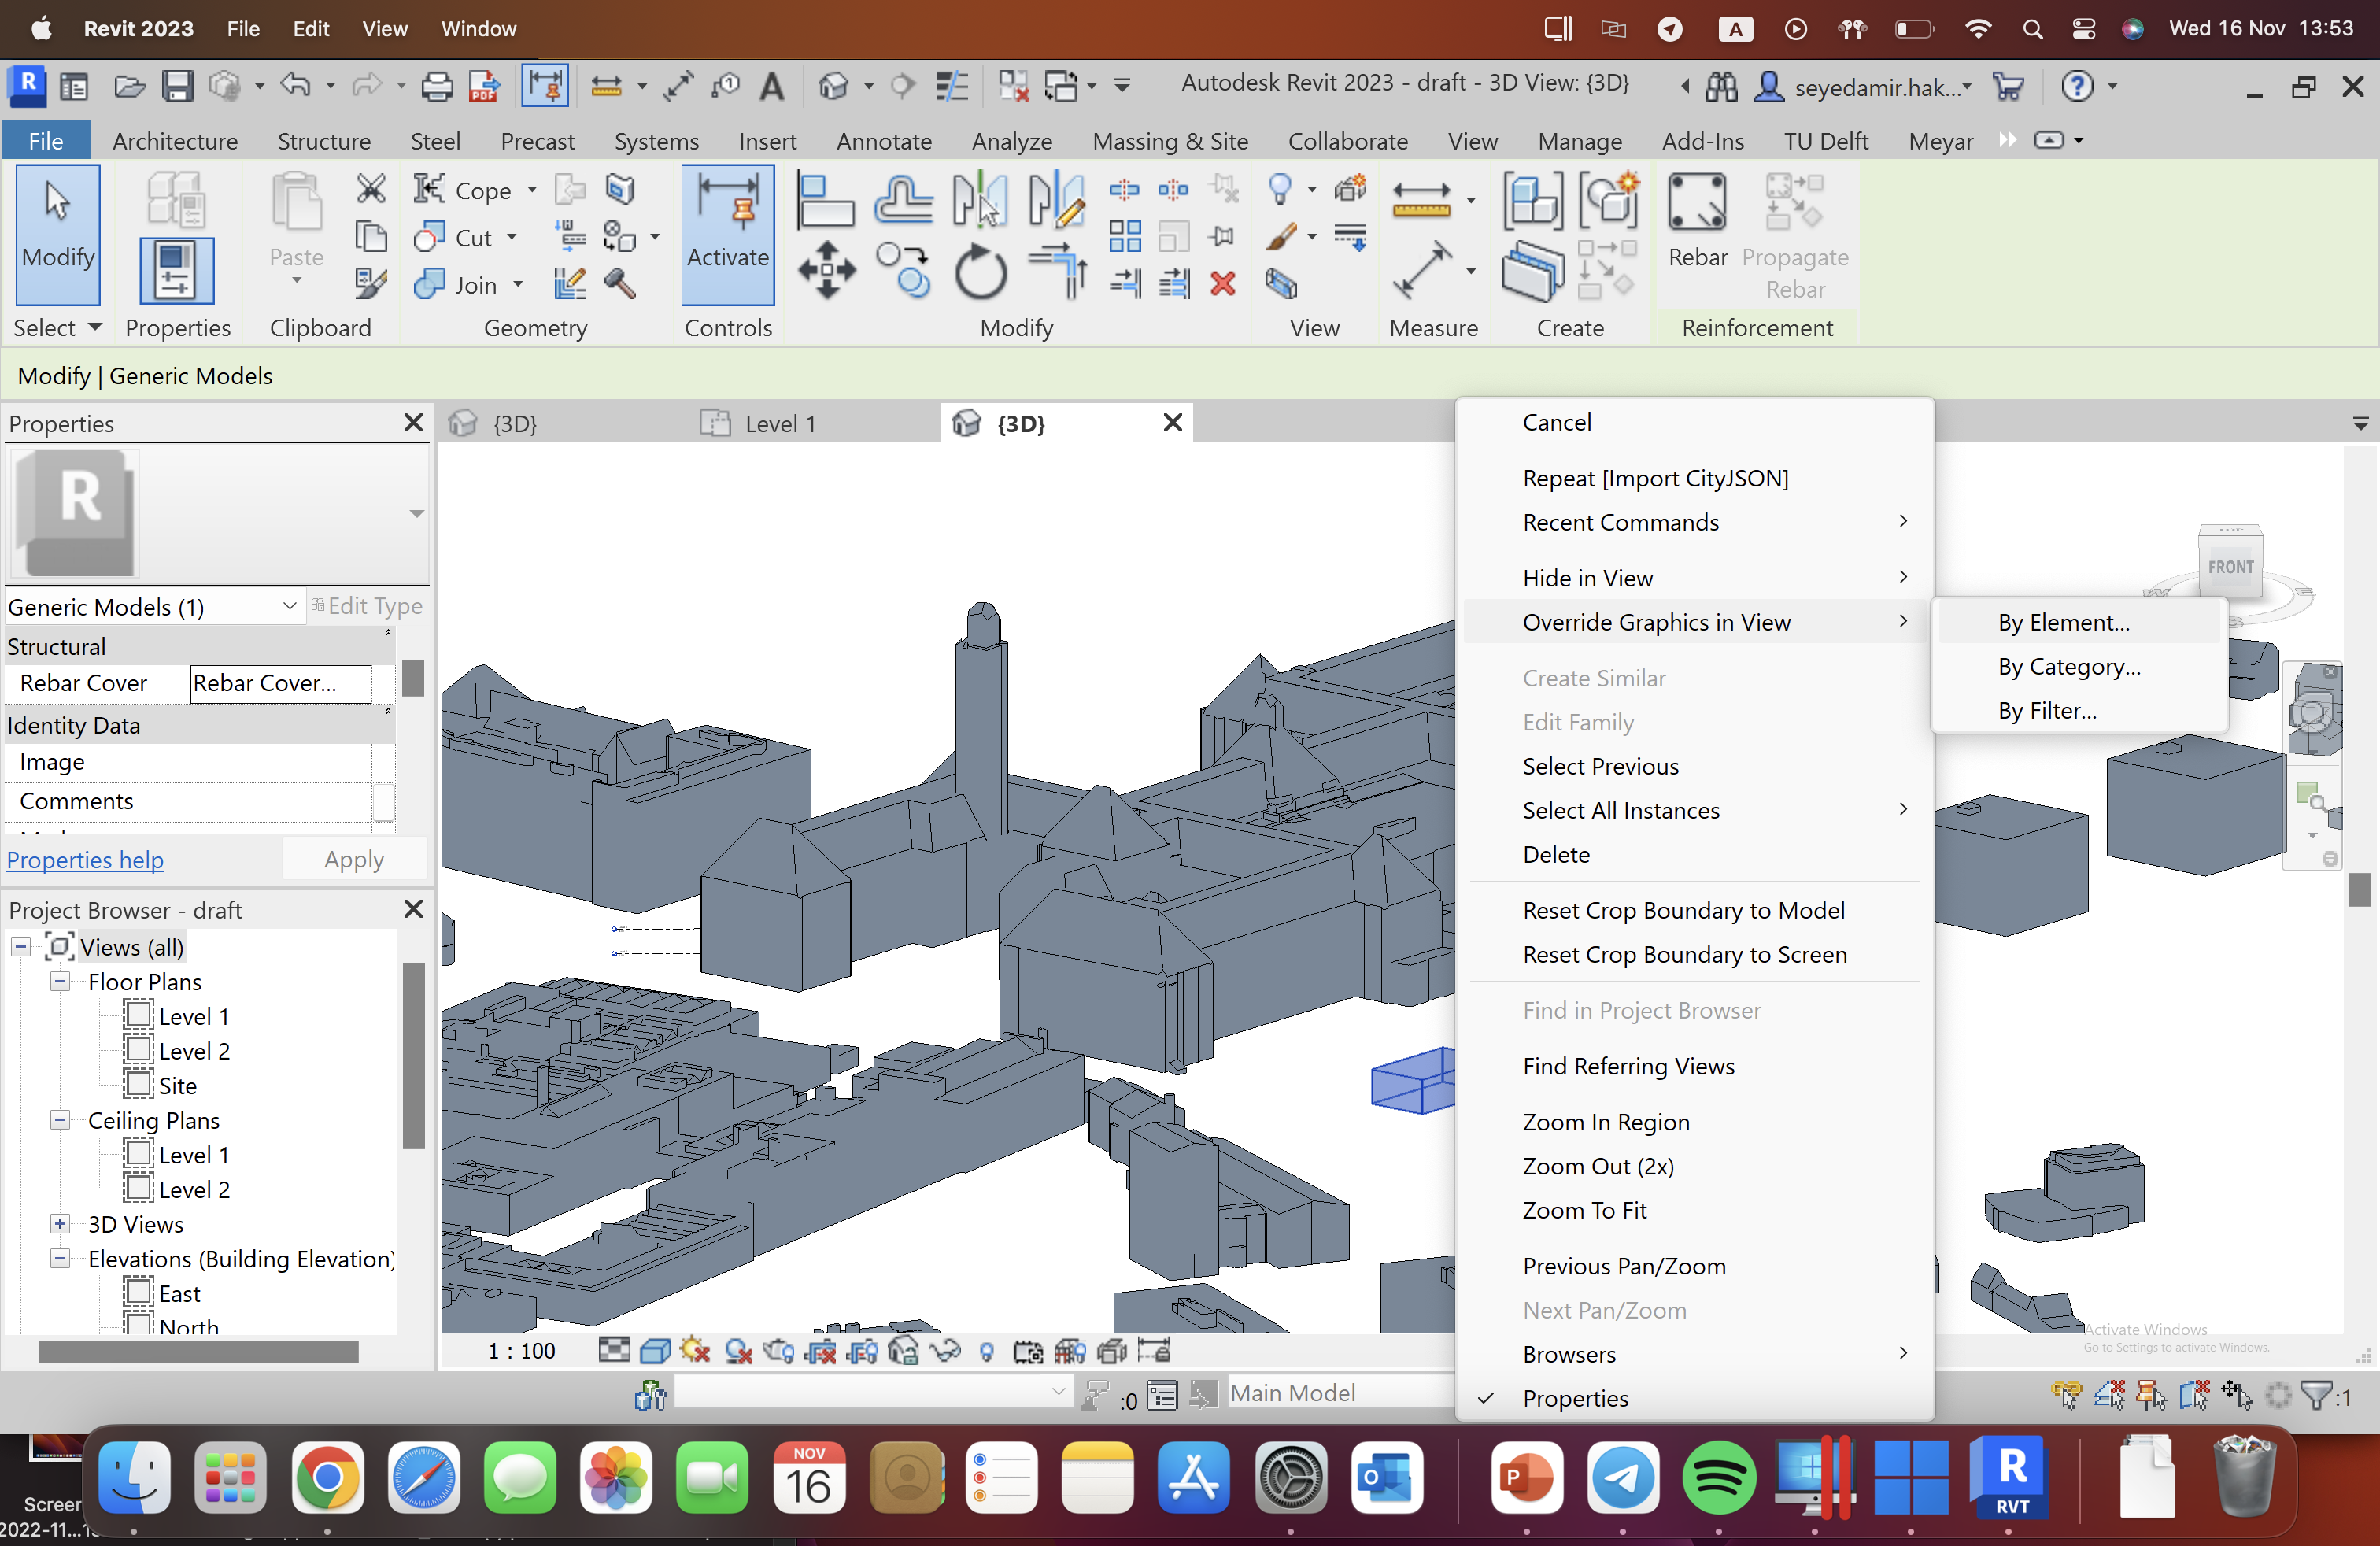 Revit 2023 File Edit View Window
A
Wed 16 Nov 13:53
R
PDF
A
Autodesk Revit 2023 - draft - 3D View: {3D}
seyedamir.hak...
?
File Architecture Structure Steel Precast Systems Insert Annotate Analyze Massing & Site Collaborate View Manage Add-Ins TU Delft Meyar
Modify
Paste
Cope
Cut
Join
Activate
Rebar
Propagate
Rebar
Select Properties Clipboard Geometry Controls Modify View Measure Create Reinforcement
Modify | Generic Models
Properties
{3D}
Level 1
{3D}
R
Generic Models (1)
Edit Type
Structural
Rebar Cover
Rebar Cover...
Identity Data
Image
Comments
Properties help
Apply
Project Browser - draft
Views (all)
Floor Plans
Level 1
Level 2
Site
Ceiling Plans
Level 1
Level 2
3D Views
Elevations (Building Elevation)
East
North
Cancel
Repeat [Import CityJSON]
Recent Commands
Hide in View
Override Graphics in View
Create Similar
Edit Family
Select Previous
Select All Instances
Delete
Reset Crop Boundary to Model
Reset Crop Boundary to Screen
Find in Project Browser
Find Referring Views
Zoom In Region
Zoom Out (2x)
Zoom To Fit
Previous Pan/Zoom
Next Pan/Zoom
Browsers
Properties
By Element...
By Category...
By Filter...
FRONT
Activate Windows
Go to Settings to activate Windows.
1 : 100
:0
Main Model
:1
Screen
2022-11...1
NOV
16
O
P
R
RVT